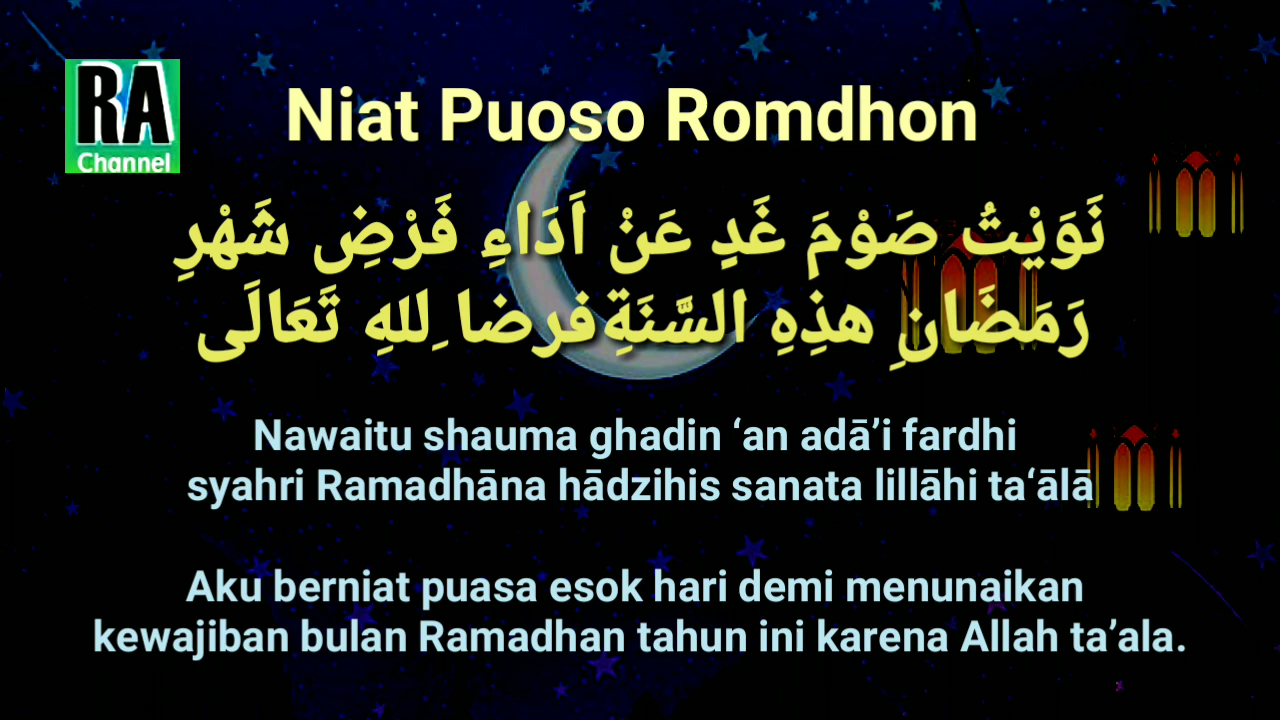 RA
Channel
Niat Puoso Romdhon
نَوَيْتُ صَوْمَ غَدٍ عَنْ اَدَاءِ فَرْضِ شَهْرِ
رَمَضَانِ هذِهِ السَّنَةِ فرضا ِللهِ تَعَالَى
Nawaitu shauma ghadin ‘an adā’i fardhi
syahri Ramadhāna hādzihis sanata lillāhi ta‘ālā
Aku berniat puasa esok hari demi menunaikan
kewajiban bulan Ramadhan tahun ini karena Allah ta’ala.